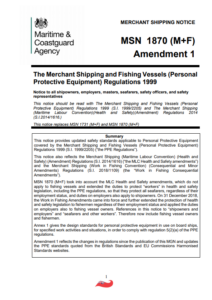 MERCHANT SHIPPING NOTICE
Maritime &
Coastguard
Agency
MSN 1870 (M+F)
Amendment 1
The Merchant Shipping and Fishing Vessels (Personal
Protective Equipment) Regulations 1999
Notice to all shipowners, employers, masters, seafarers, safety officers, and safety
representatives
This notice should be read with The Merchant Shipping and Fishing Vessels (Personal
Protective Equipment) Regulations 1999 (S.I. 1999/2205) and The Merchant Shipping
(Maritime Labour Convention)(Health and Safety)(Amendment) Regulations 2014
(S.I.2014/1616.)
This notice replaces MSN 1731 (M+F) and MSN 1870 (M+F)
Summary
This notice provides updated safety standards applicable to Personal Protective Equipment
covered by the Merchant Shipping and Fishing Vessels (Personal Protective Equipment)
Regulations 1999 (S.I. 1999/2205) ("the PPE Regulations").
This notice also reflects the Merchant Shipping (Maritime Labour Convention) (Health and
Safety) (Amendment) Regulations (S.I. 2014/1616) ("the MLC Health and Safety amendments")
and the Merchant Shipping (Work in Fishing Convention) (Consequential and Minor
Amendments) Regulations (S.I. 2018/1109) (the "Work in Fishing Consequential
Amendments").
MSN 1870 (M+F) took into account the MLC Health and Safety amendments, which do not
apply to fishing vessels and extended the duties to protect "workers" in health and safety
legislation, including the PPE regulations, so that they protect all seafarers, regardless of their
employment status, and duties on employers also apply to shipowners. On 31 December 2018,
the Work in Fishing Amendments came into force and further extended the protection of health
and safety legislation to fishermen regardless of their employment status and applied the duties
on employers also to fishing vessel owners. References in this notice to "shipowners and
employers" and "seafarers and other workers". Therefore now include fishing vessel owners
and fishermen.
Annex 1 gives the design standards for personal protective equipment in use on board ships,
for specified work activities and situations, in order to comply with regulation 5(2)(a) of the PPE
regulations.
Amendment 1 reflects the changes in regulations since the publication of this MSN and updates
the PPE standards quoted from the British Standards and EU Commissions Harmonised
Standards websites.